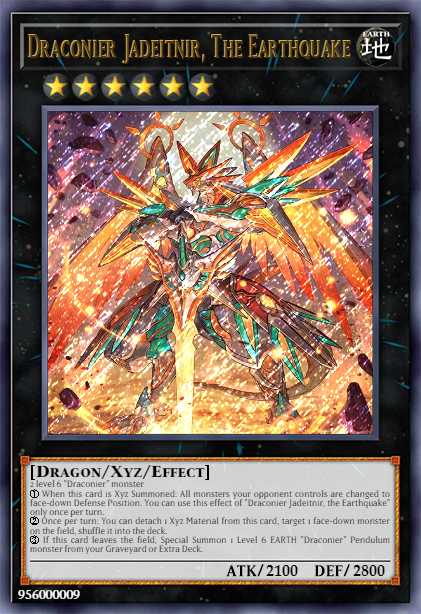 Draconier Jadeitnir, The Earthquake
EARTH
地
[Dragon/Xyz/Effect]
2 level 6 "Draconier" monster
① When this card is Xyz Summoned: All monsters your opponent controls are changed to
face-down Defense Position. You can use this effect of "Draconier Jadeitnir, the Earthquake"
only once per turn.
② Once per turn: You can detach 1 Xyz Material from this card, target 1 face-down monster
on the field, shuffle it into the deck.
③ If this card leaves the field, Special Summon 1 Level 6 EARTH "Draconier" Pendulum
monster from your Graveyard or Extra Deck.
ATK/2100 DEF/2800
956000009